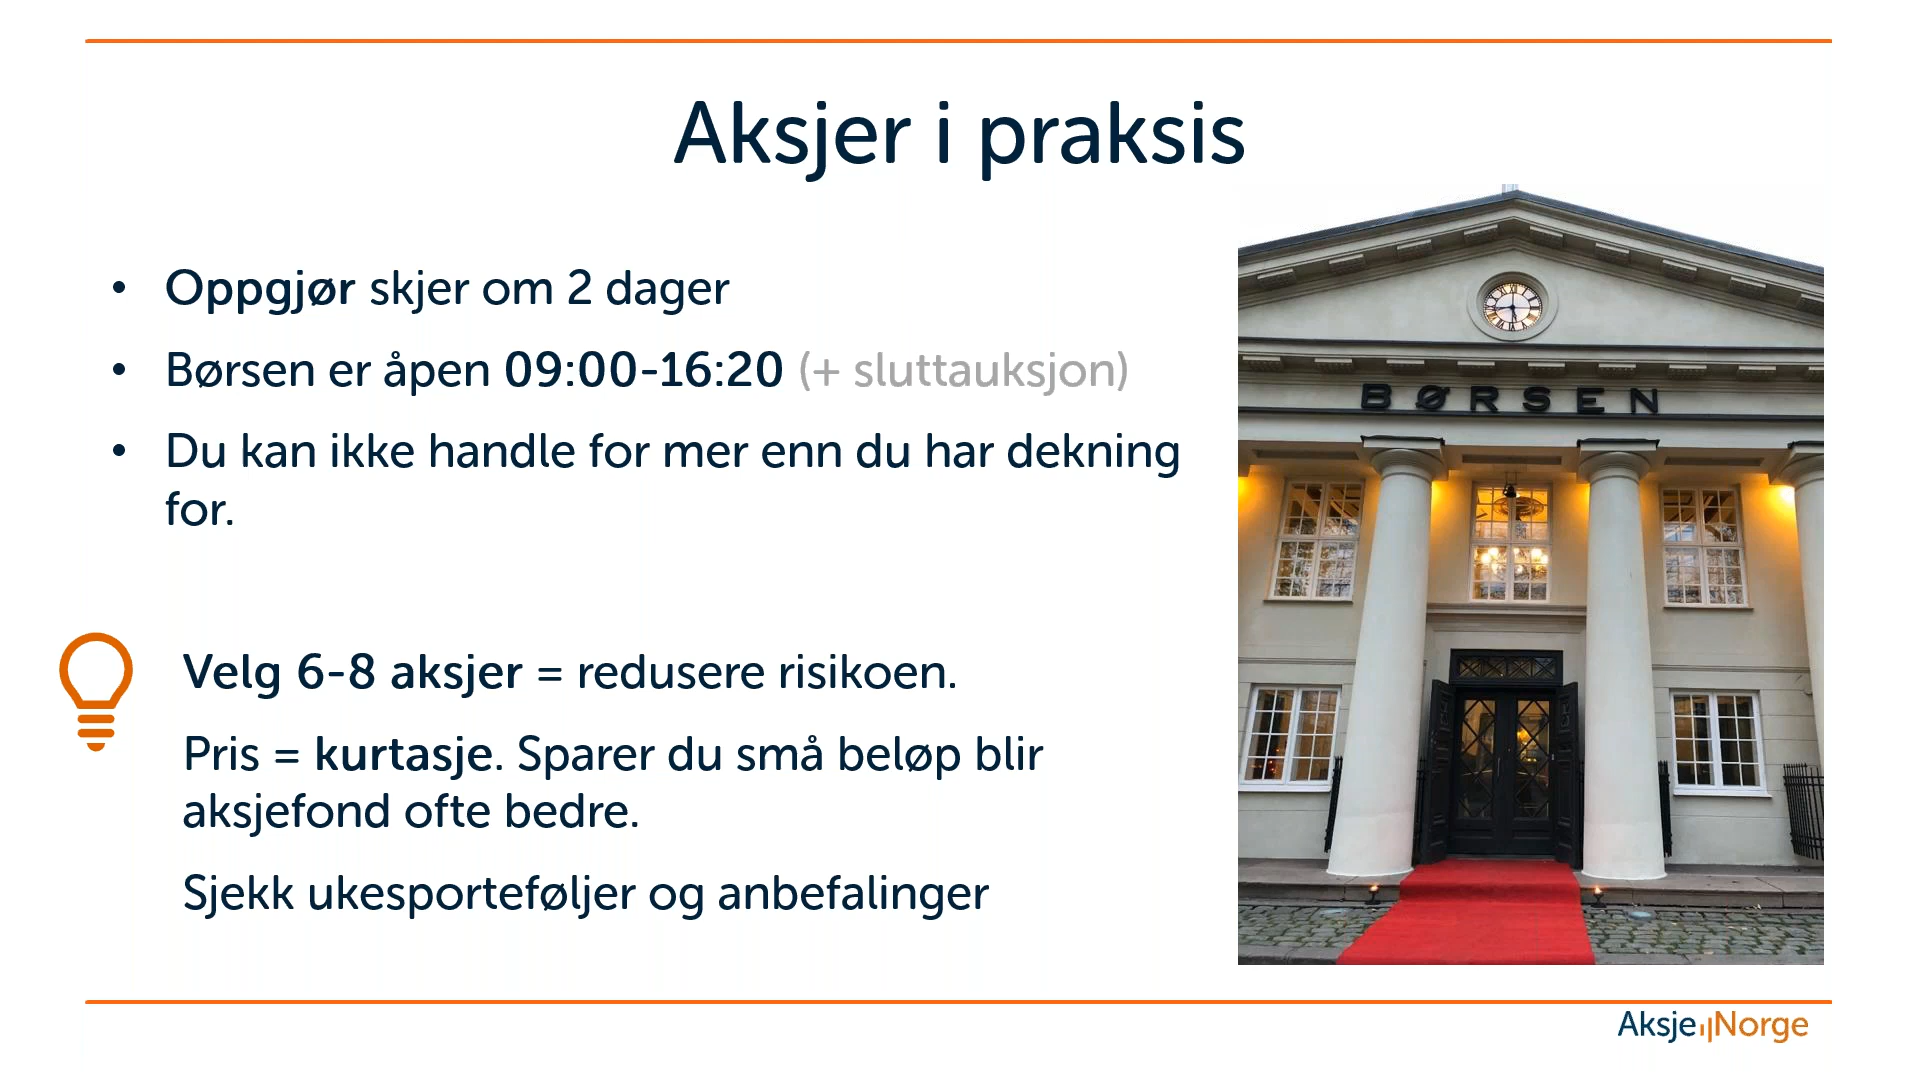 Aksjer i praksis
• Oppgjør skjer om 2 dager
• Børsen er åpen 09:00-16:20 (+ sluttauksjon)
• Du kan ikke handle for mer enn du har dekning
for.
Velg 6-8 aksjer = redusere risikoen.
Pris = kurtasje. Sparer du små beløp blir
aksjefond ofte bedre.
Sjekk ukesporteføljer og anbefalinger
BØRSEN
AksjeNorge